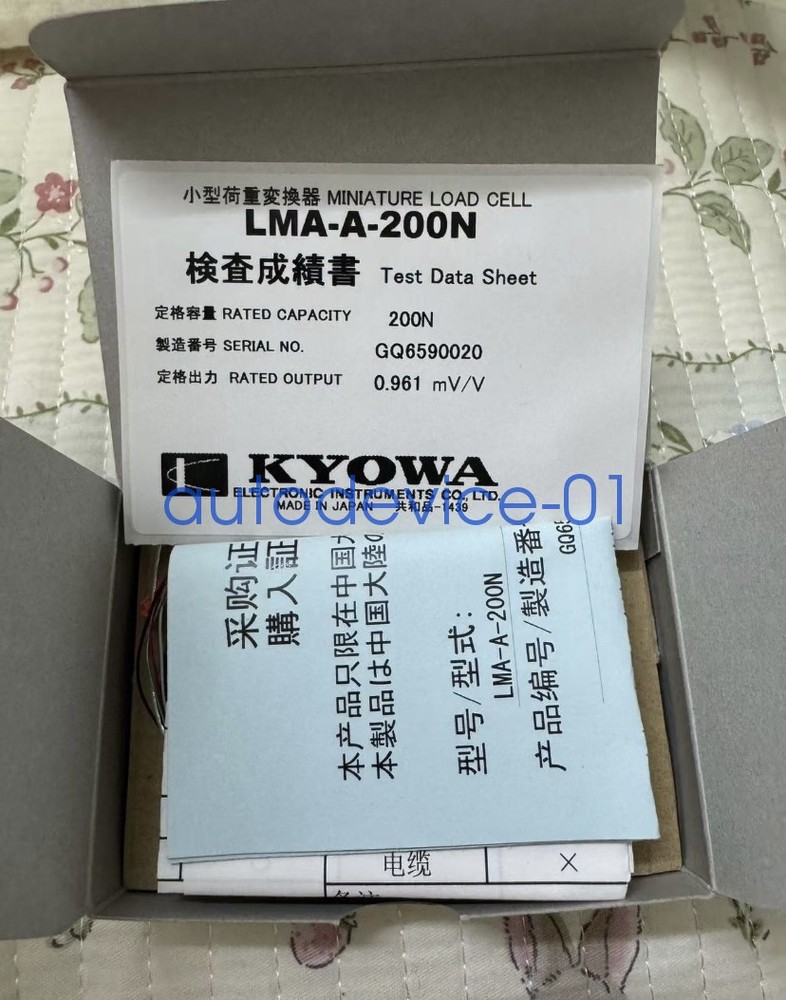 小型荷重変換器 MINIATURE LOAD CELL
LMA-A-200N
検査成績書 Test Data Sheet
定格容量 RATED CAPACITY 200N
製造番号 SERIAL NO. GQ6590020
定格出力 RATED OUTPUT 0.961 mV/V
KYOWA
ELECTRONIC INSTRUMENTS CO., LTD.
MADE IN JAPAN 共和品-1439
autodevice-01
采购证
購入証
本产品只限在中国大
本製品は中国大陸の
型号/型式:
LMA-A-200N
产品编号/製造番
GQ6
电缆 ×